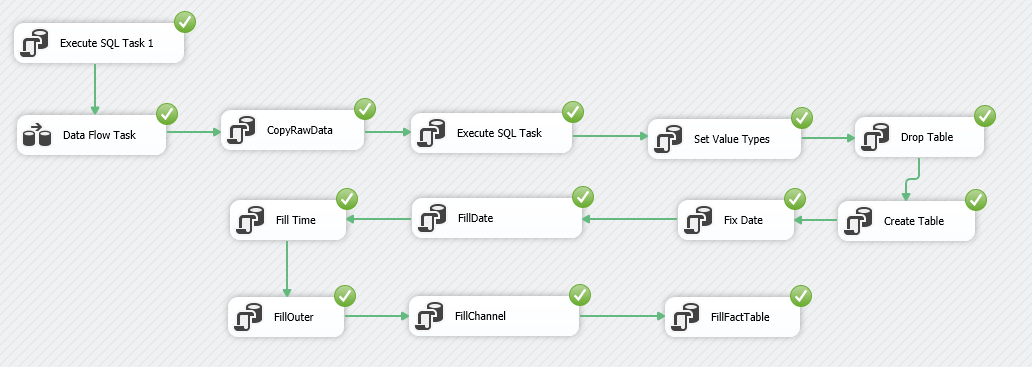 Execute SQL Task 1
Data Flow Task
CopyRawData
Execute SQL Task
Set Value Types
Drop Table
Create Table
Fix Date
FillDate
Fill Time
FillOuter
FillChannel
FillFactTable